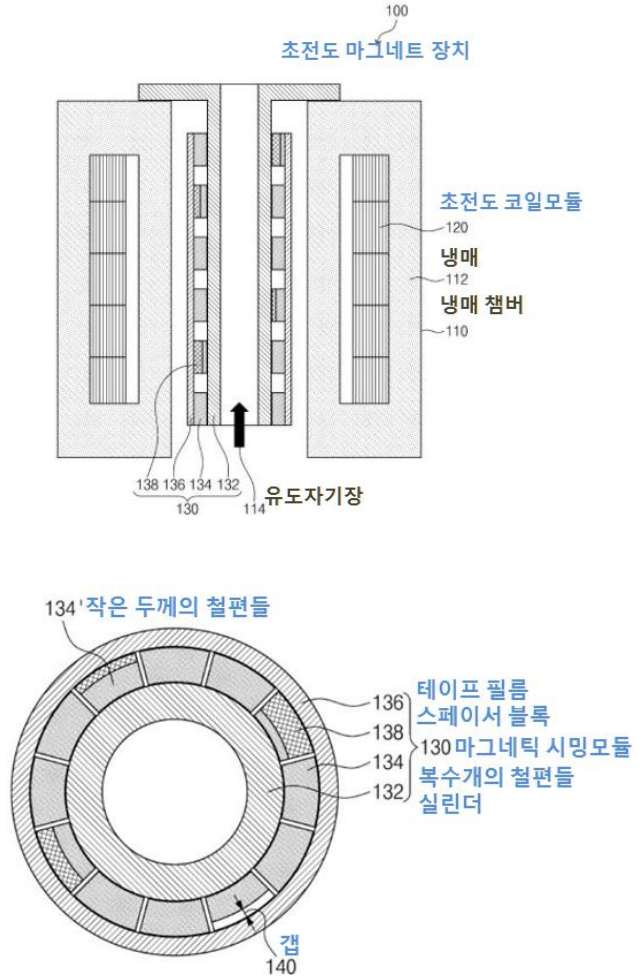 100
초전도 마그네트 장치
초전도 코일모듈
120
냉매
112
냉매 챔버
110
138 136 134 132
130
114
유도자기장
134' 작은 두께의 철편들
136 테이프 필름
스페이서 블록
138
130 마그네틱 시밍모듈
134
복수개의 철편들
132
실린더
갭
140